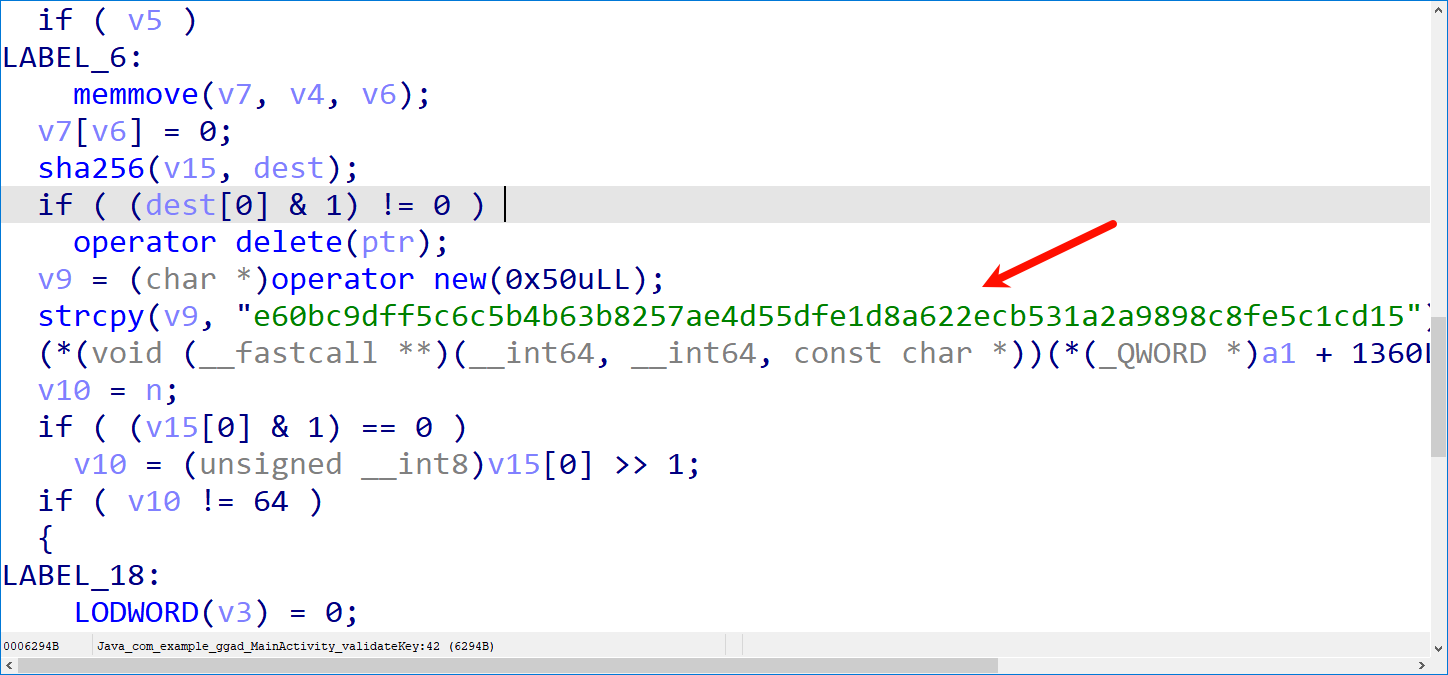 if ( v5 )
LABEL_6:
memmove(v7, v4, v6);
v7[v6] = 0;
sha256(v15, dest);
if ( (dest[0] & 1) != 0 )
operator delete(ptr);
v9 = (char *)operator new(0x50uLL);
strcpy(v9, "e60bc9dff5c6c5b4b63b8257ae4d55dfe1d8a622ecb531a2a9898c8fe5c1cd15")
(*(void (__fastcall **)(__int64, __int64, const char *))(*(_QWORD *)a1 + 1360L
v10 = n;
if ( (v15[0] & 1) == 0 )
v10 = (unsigned __int8)v15[0] >> 1;
if ( v10 != 64 )
{
LABEL_18:
LODWORD(v3) = 0;
0006294B Java_com_example_ggad_MainActivity_validateKey:42 (6294B)